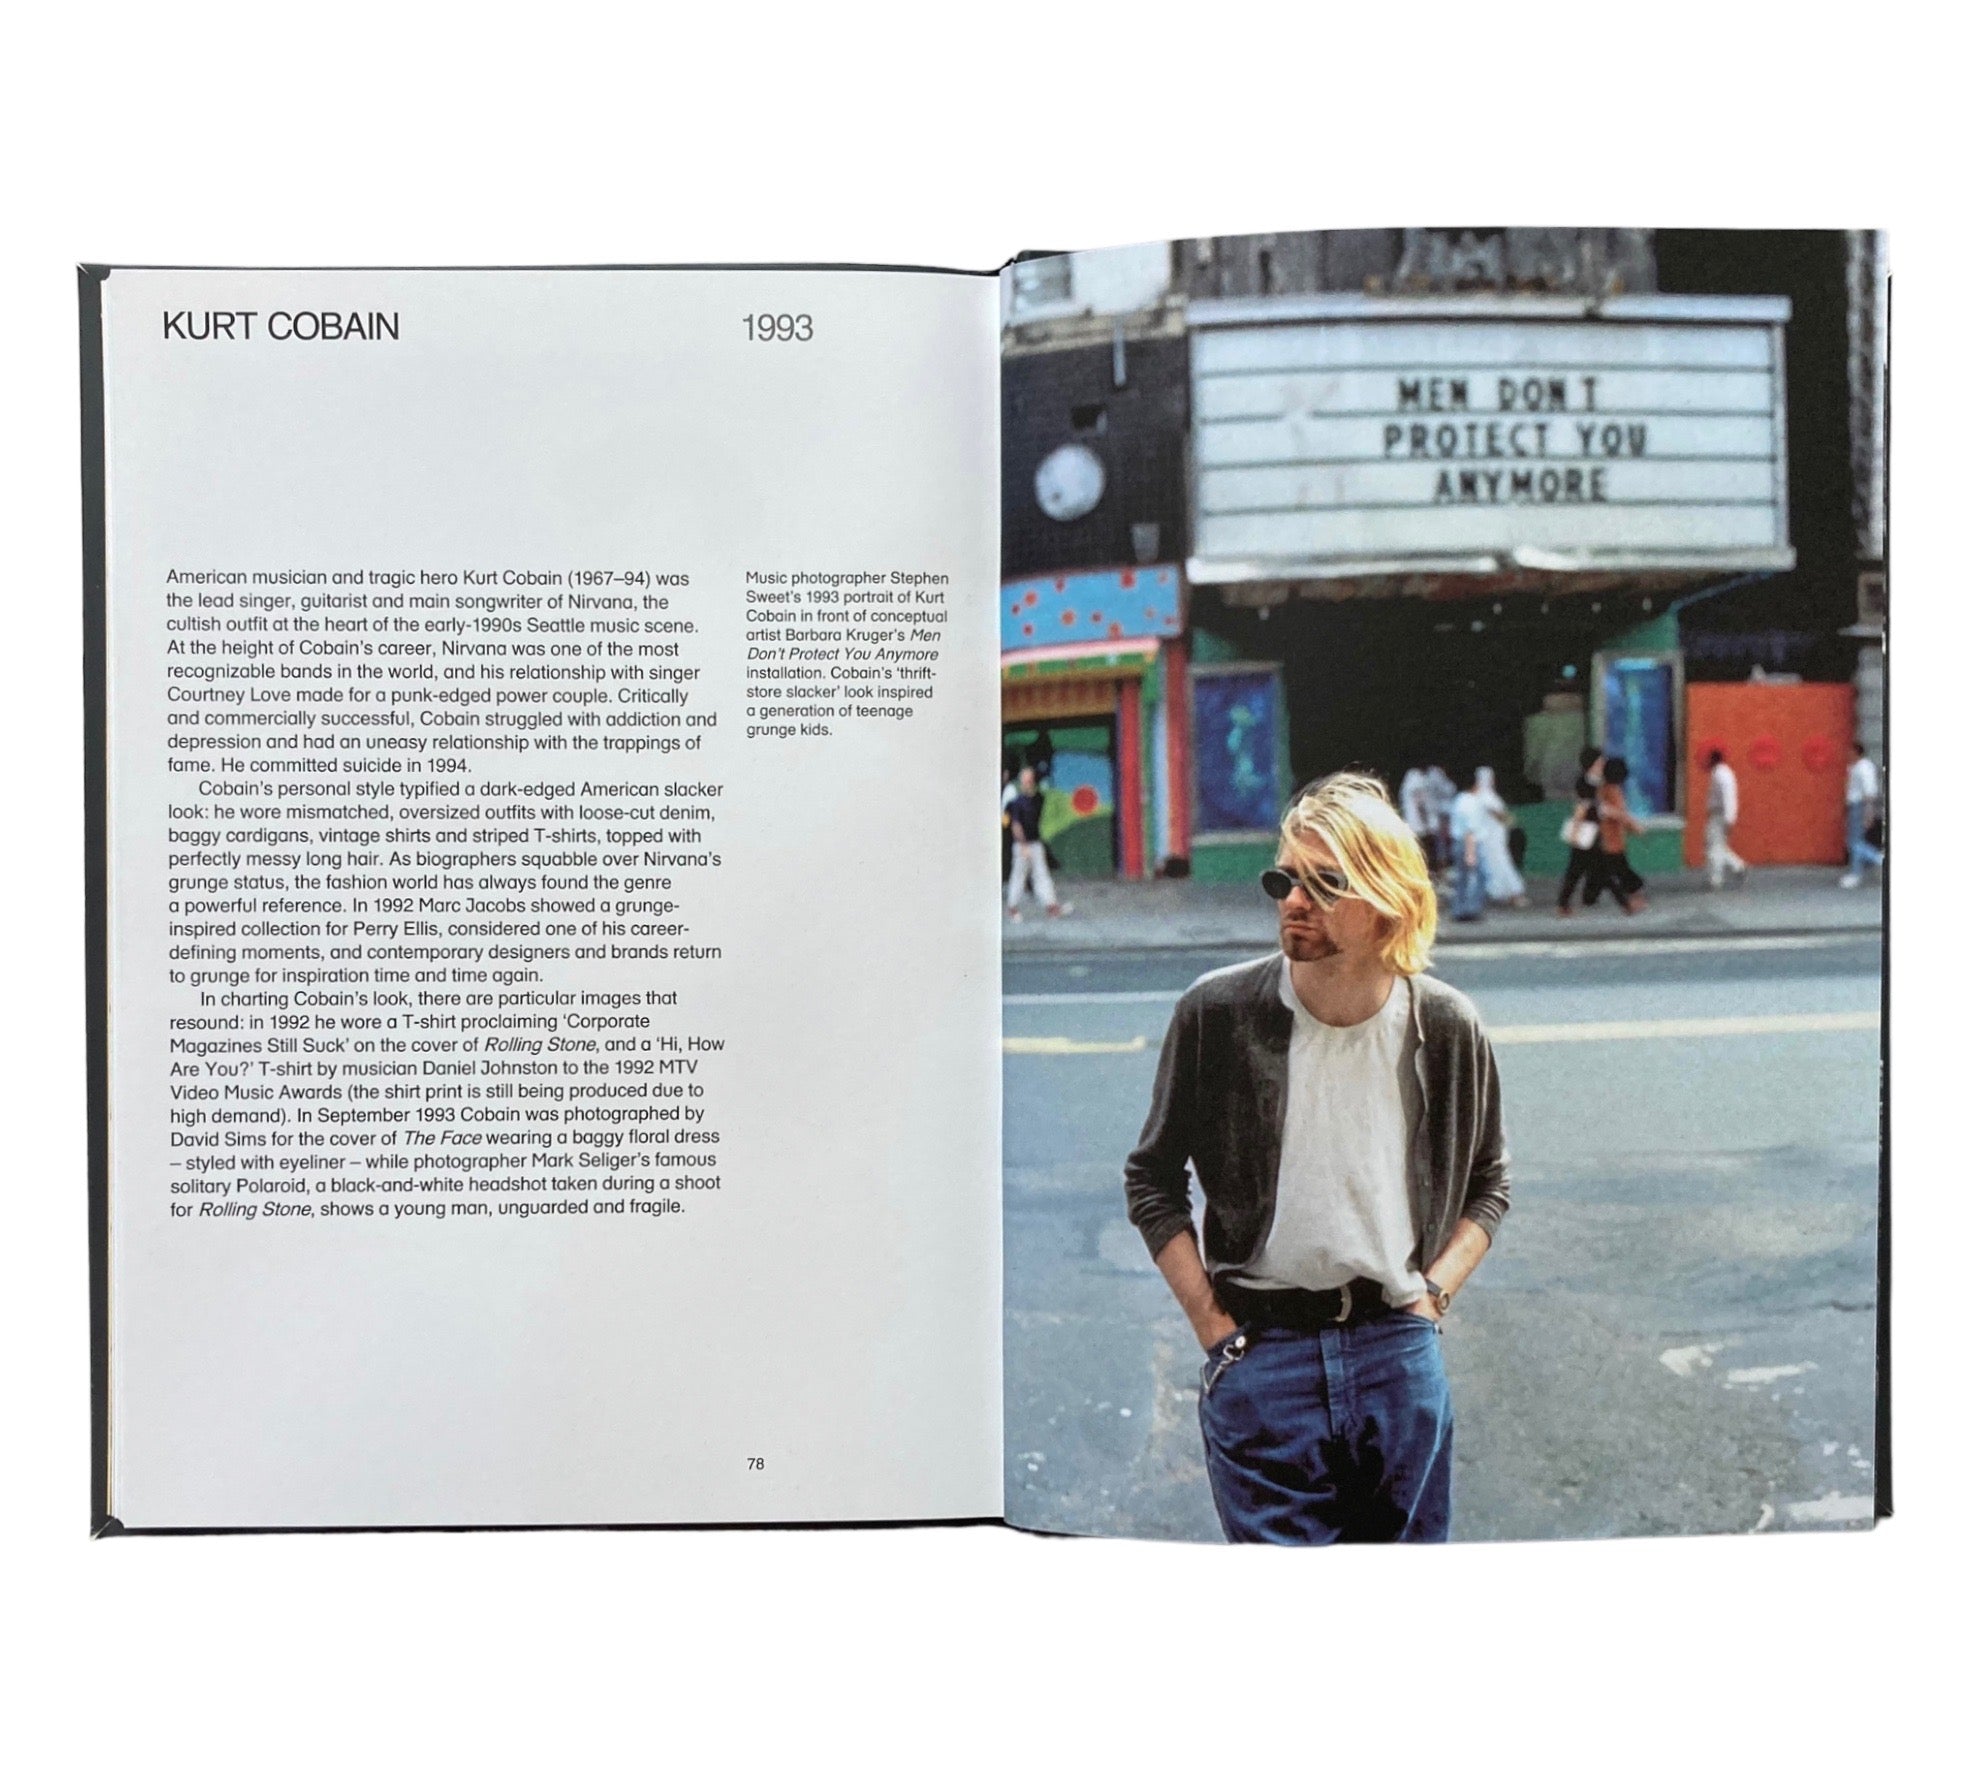 KURT COBAIN
1993
American musician and tragic hero Kurt Cobain (1967–94) was
the lead singer, guitarist and main songwriter of Nirvana, the
cultish outfit at the heart of the early-1990s Seattle music scene.
At the height of Cobain's career, Nirvana was one of the most
recognizable bands in the world, and his relationship with singer
Courtney Love made for a punk-edged power couple. Critically
and commercially successful, Cobain struggled with addiction and
depression and had an uneasy relationship with the trappings of
fame. He committed suicide in 1994.
Cobain's personal style typified a dark-edged American slacker
look: he wore mismatched, oversized outfits with loose-cut denim,
baggy cardigans, vintage shirts and striped T-shirts, topped with
perfectly messy long hair. As biographers squabble over Nirvana's
grunge status, the fashion world has always found the genre
a powerful reference. In 1992 Marc Jacobs showed a grunge-
inspired collection for Perry Ellis, considered one of his career-
defining moments, and contemporary designers and brands return
to grunge for inspiration time and time again.
In charting Cobain's look, there are particular images that
resound: in 1992 he wore a T-shirt proclaiming ‘Corporate
Magazines Still Suck’ on the cover of Rolling Stone, and a ‘Hi, How
Are You?’ T-shirt by musician Daniel Johnston to the 1992 MTV
Video Music Awards (the shirt print is still being produced due to
high demand). In September 1993 Cobain was photographed by
David Sims for the cover of The Face wearing a baggy floral dress
– styled with eyeliner – while photographer Mark Seliger's famous
solitary Polaroid, a black-and-white headshot taken during a shoot
for Rolling Stone, shows a young man, unguarded and fragile.
Music photographer Stephen
Sweet's 1993 portrait of Kurt
Cobain in front of conceptual
artist Barbara Kruger's Men
Don't Protect You Anymore
installation. Cobain's ‘thrift-
store slacker’ look inspired
a generation of teenage
grunge kids.
78
MEN DON T
PROTECT YOU
ANYMORE